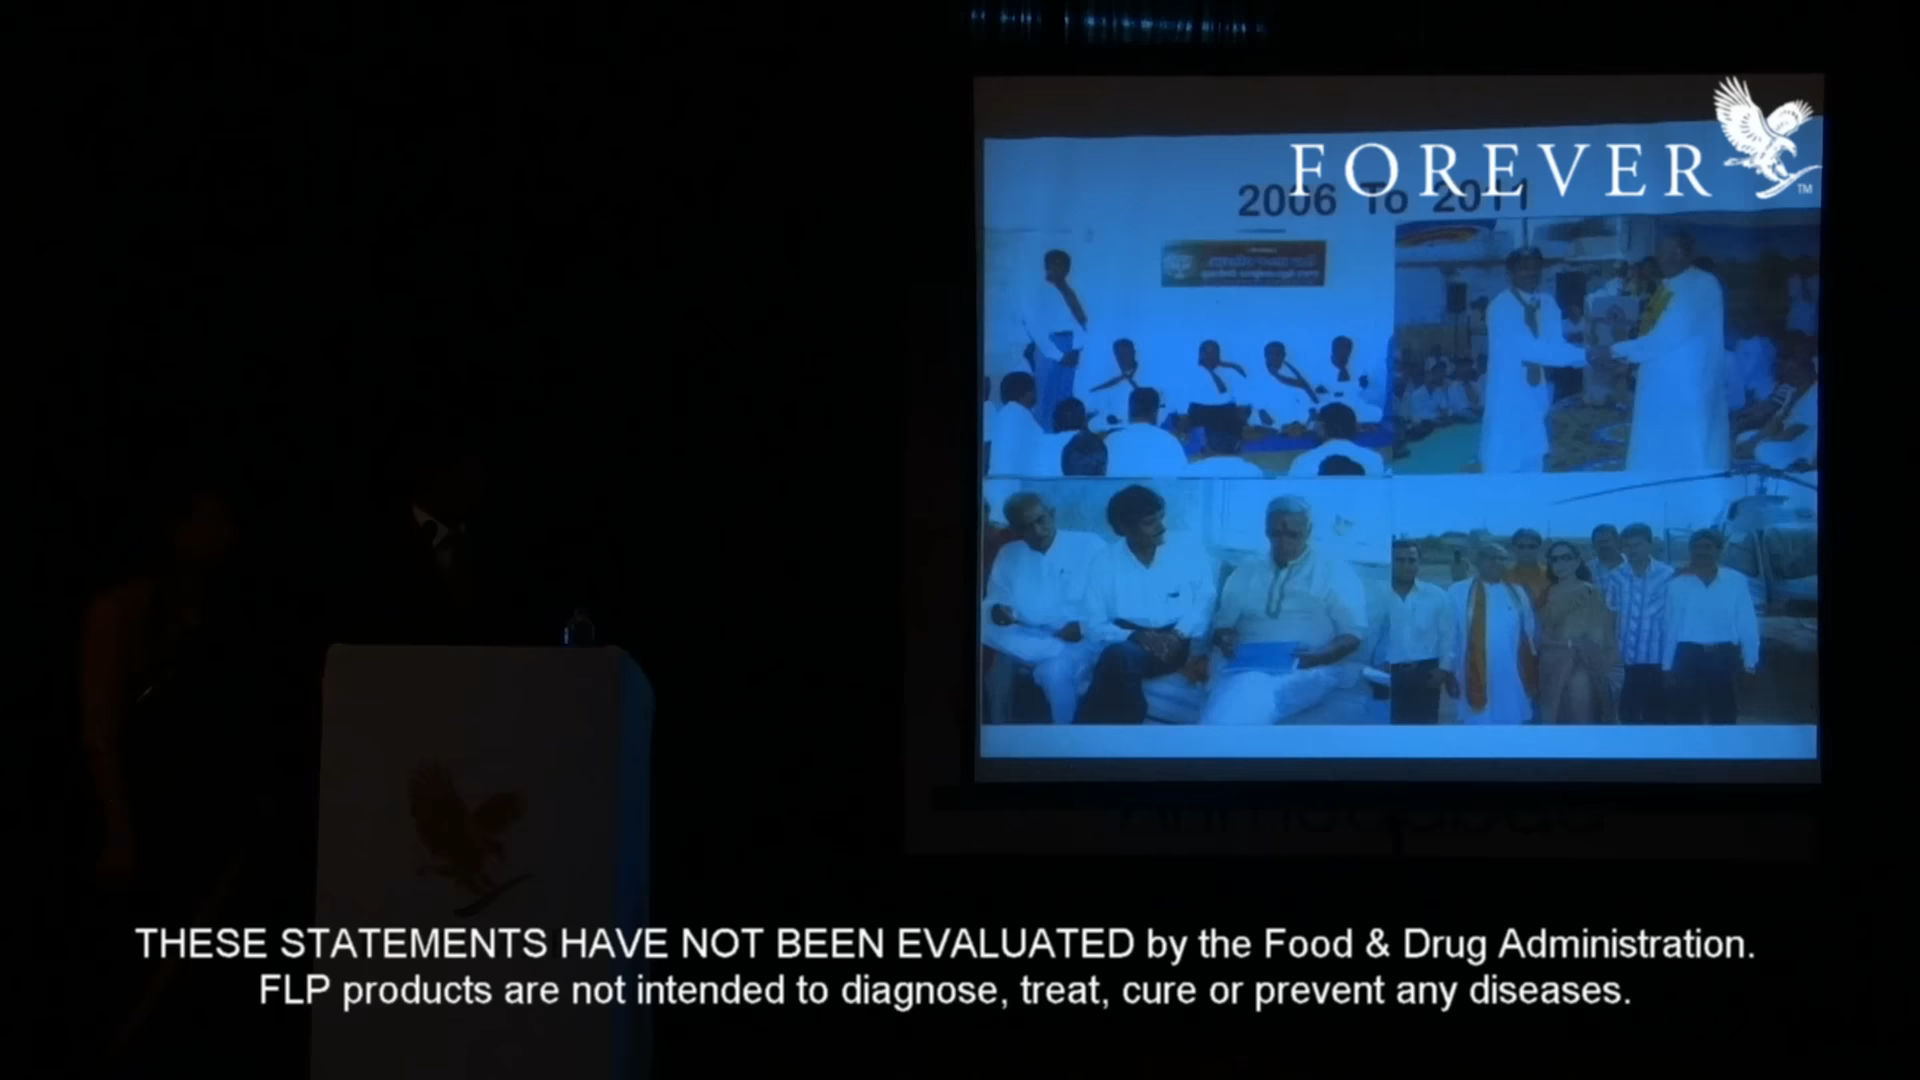 FOREVER
TM
2006 To 2011
THESE STATEMENTS HAVE NOT BEEN EVALUATED by the Food & Drug Administration.
FLP products are not intended to diagnose, treat, cure or prevent any diseases.